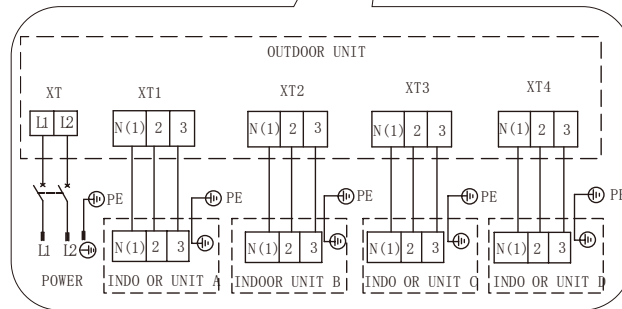 OUTDOOR UNIT
XT XT1 XT2 XT3 XT4
L1 L2 N(1) 2 3 N(1) 2 3 N(1) 2 3 N(1) 2 3
PE PE PE PE PE
L1 L2 N(1) 2 3 N(1) 2 3 N(1) 2 3 N(1) 2 3
POWER INDO OR UNIT A INDOOR UNIT B INDO OR UNIT C INDO OR UNIT D